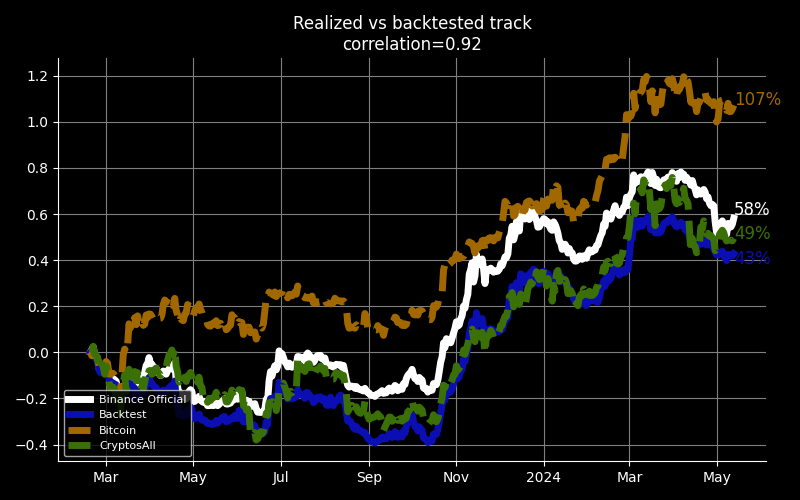 Realized vs backtested track
correlation=0.92
1.2
1.0
0.8
0.6
0.4
0.2
0.0
−0.2
−0.4
107%
58%
49%
43%
Binance Official
Backtest
Bitcoin
CryptosAll
Mar
May
Jul
Sep
Nov
2024
Mar
May